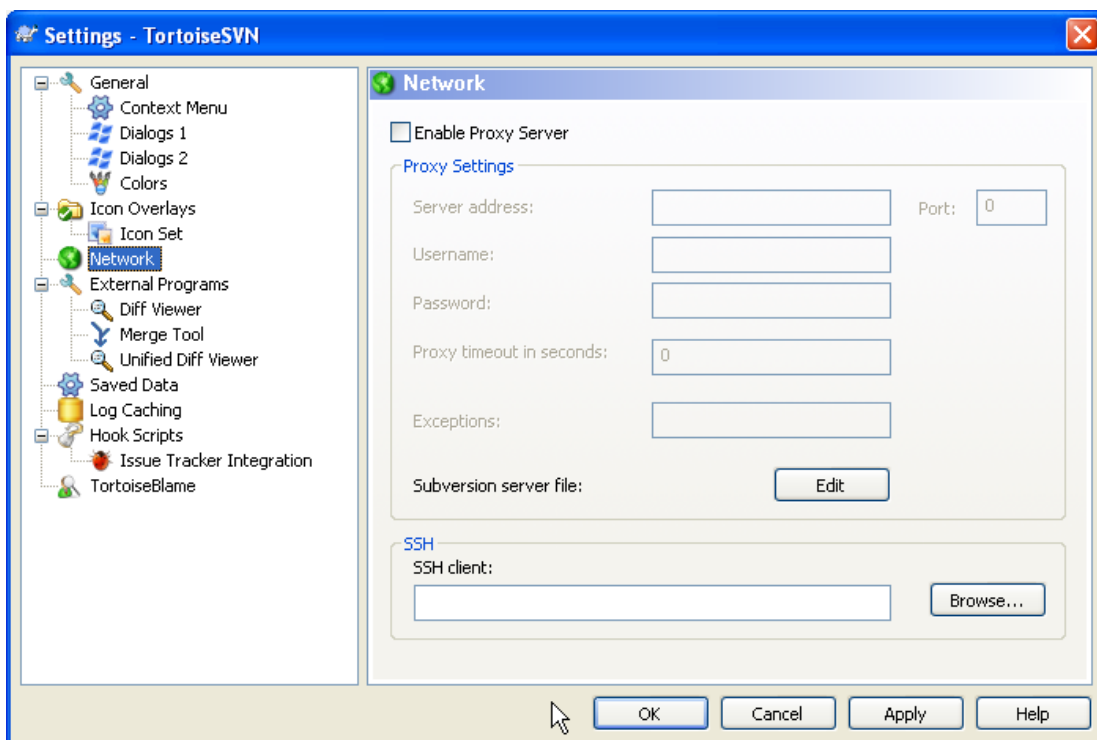 Settings - TortoiseSVN
General
Context Menu
Dialogs 1
Dialogs 2
Colors
Icon Overlays
Icon Set
Network
External Programs
Diff Viewer
Merge Tool
Unified Diff Viewer
Saved Data
Log Caching
Hook Scripts
Issue Tracker Integration
TortoiseBlame
Network
Enable Proxy Server
Proxy Settings
Server address: Port: 0
Username:
Password:
Proxy timeout in seconds: 0
Exceptions:
Subversion server file: Edit
SSH
SSH client:
Browse...
OK Cancel Apply Help